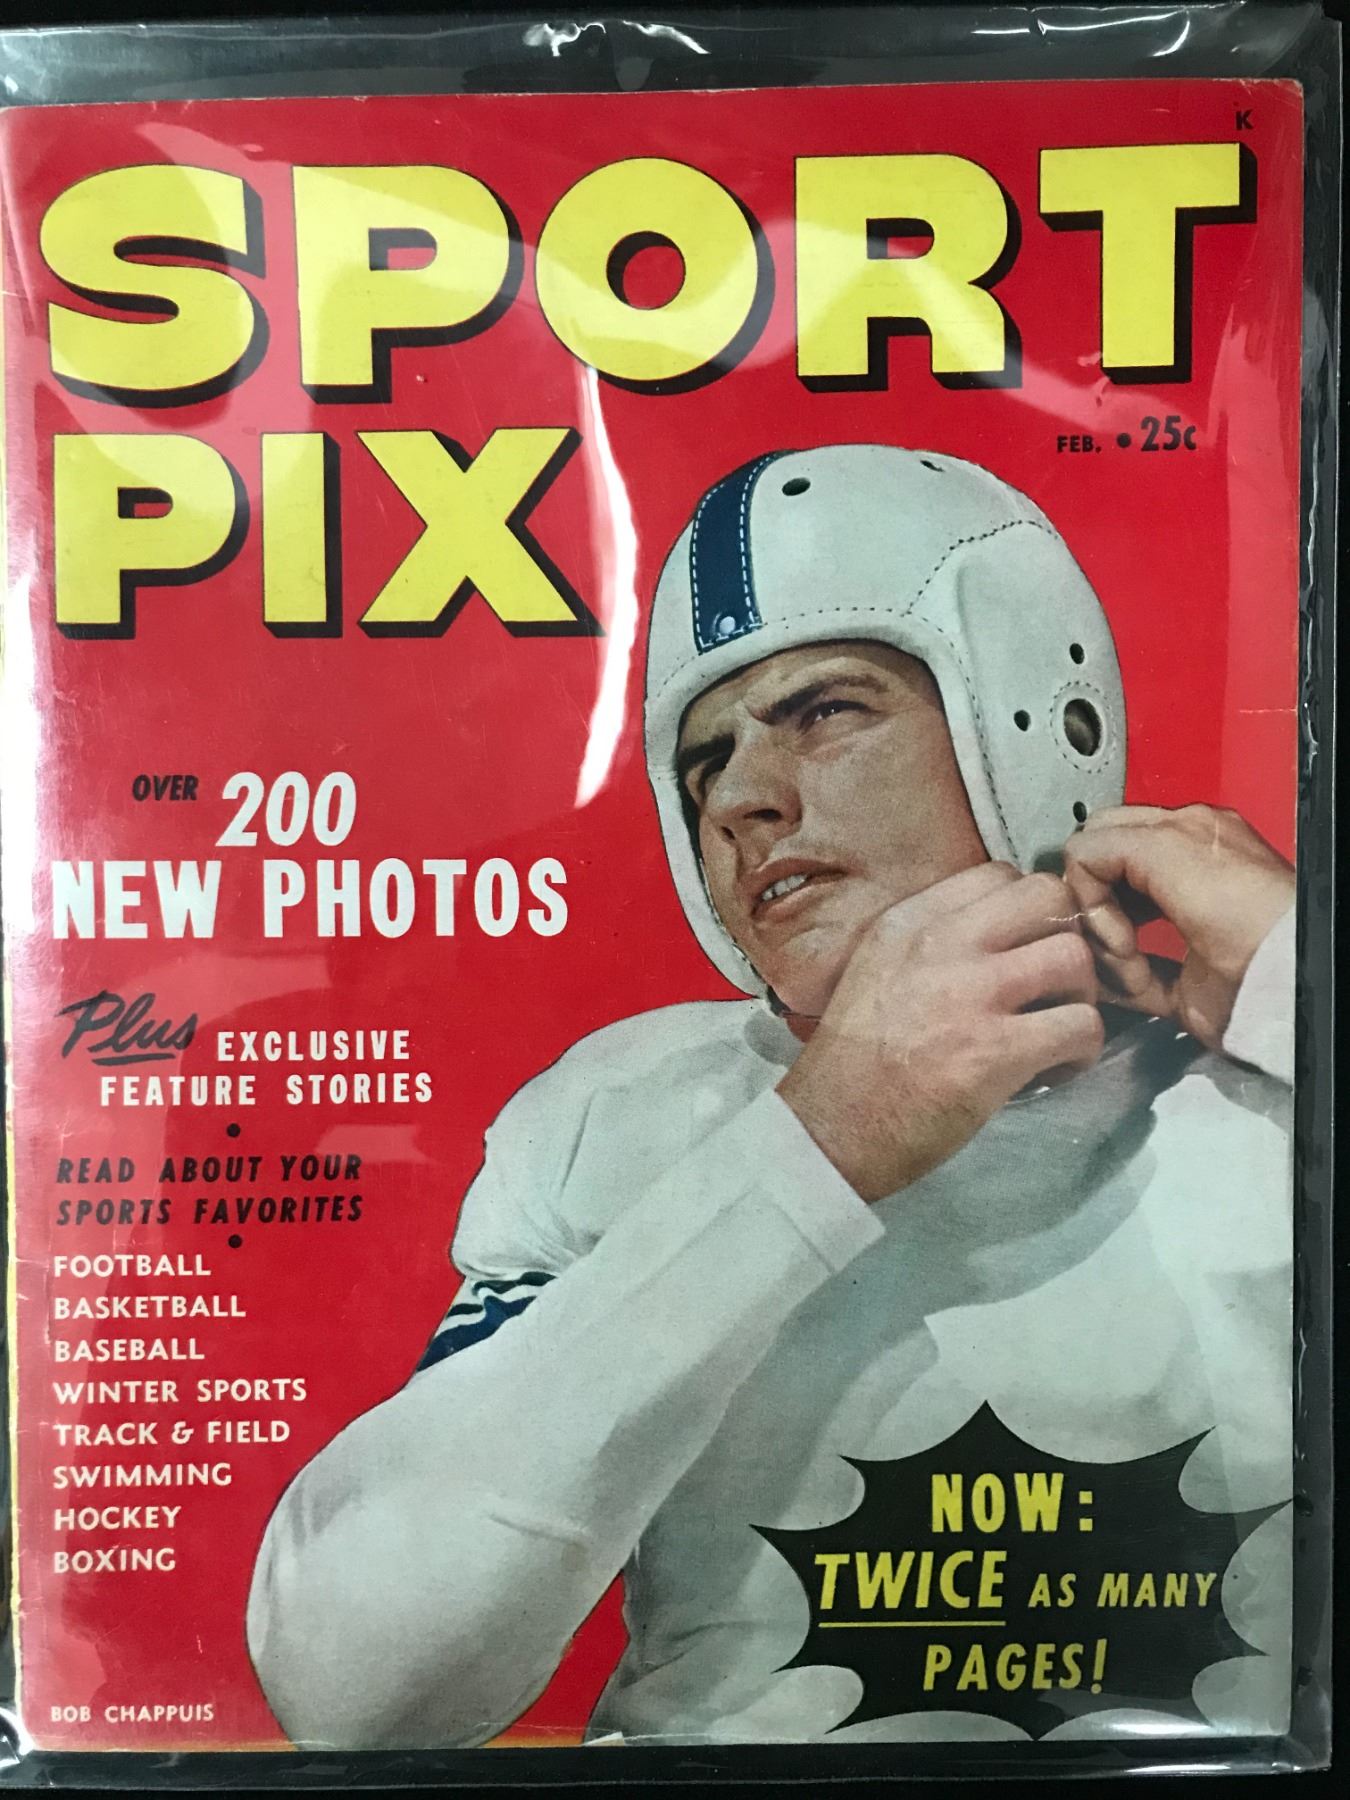 K
SPORT
PIX
FEB. • 25c
OVER 200
NEW PHOTOS
Plus EXCLUSIVE
FEATURE STORIES
•
READ ABOUT YOUR
SPORTS FAVORITES
•
FOOTBALL
BASKETBALL
BASEBALL
WINTER SPORTS
TRACK & FIELD
SWIMMING
HOCKEY
BOXING
NOW:
TWICE AS MANY
PAGES!
BOB CHAPPUIS